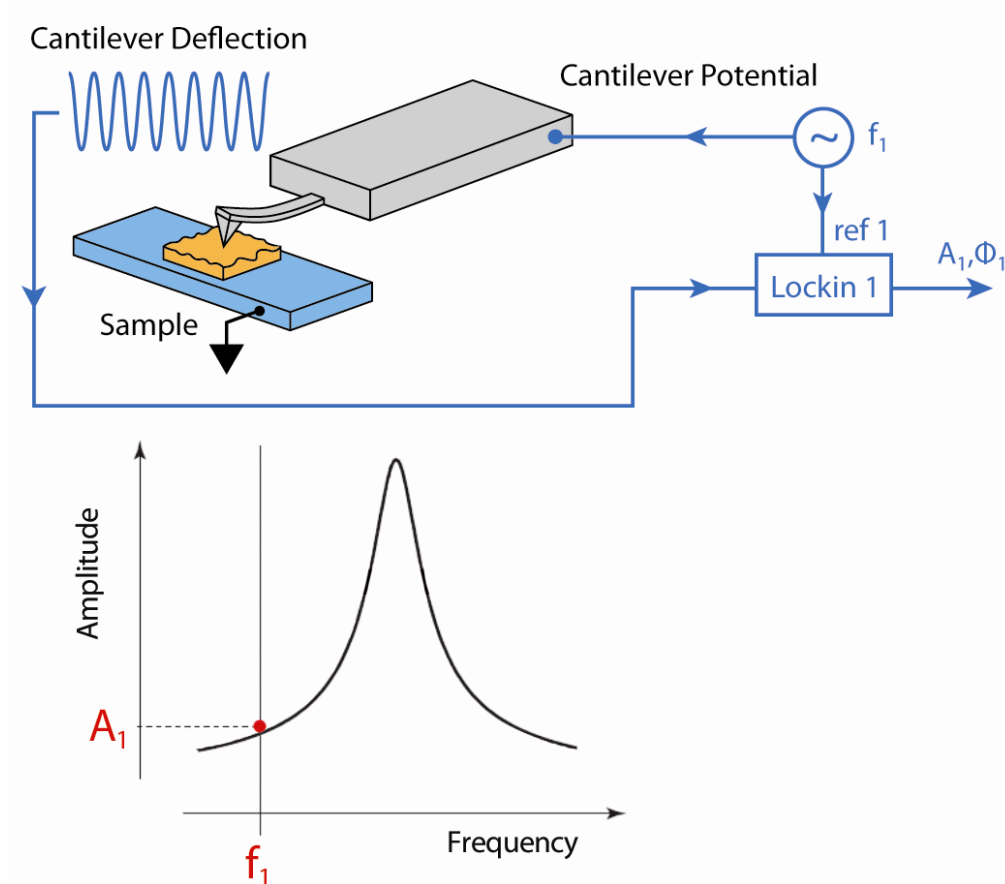 Cantilever Deflection
Cantilever Potential
~
f₁
ref 1
Lockin 1
A₁,Φ₁
Sample
Amplitude
A₁
Frequency
f₁